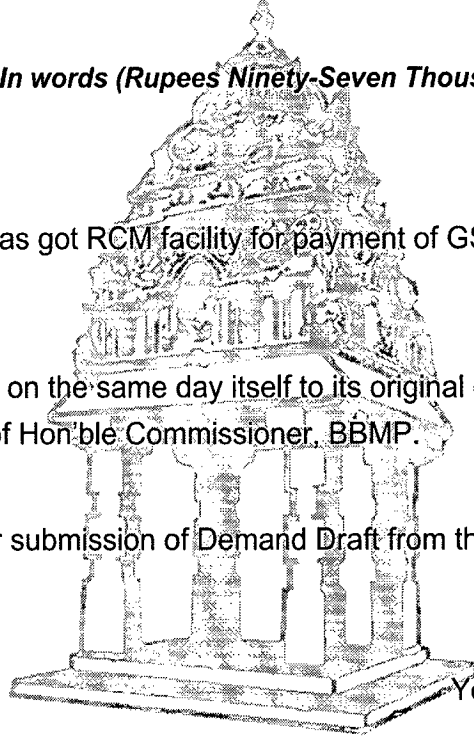 In words (Rupees Ninety-Seven Thous
as got RCM facility for payment of GS
on the same day itself to its original
of Hon'ble Commissioner, BBMP.
r submission of Demand Draft from th
Yo